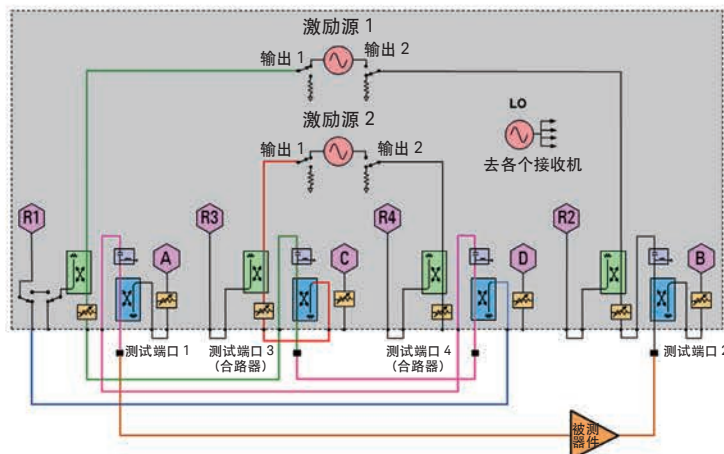 激励源 1
输出 1
输出 2
LO
激励源 2
输出 1
输出 2
去各个接收机
R1
R3
R4
R2
A
C
D
B
测试端口 1
测试端口 3
(合路器)
测试端口 4
(合路器)
测试端口 2
被测
器件